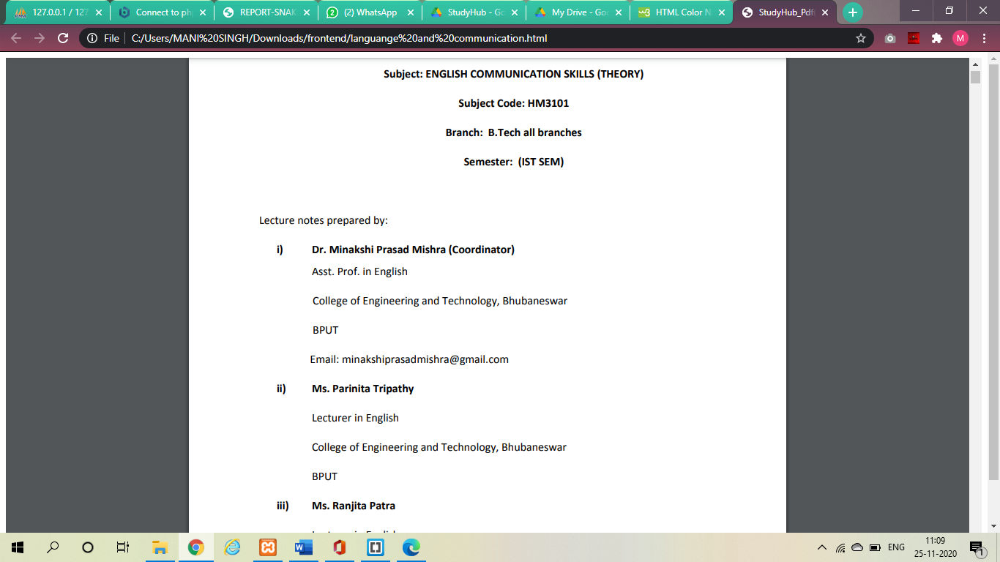 127.0.0.1 / 127
Connect to ph
REPORT-SNAK
(2) WhatsApp
StudyHub - Go
My Drive - Goo
HTML Color N
StudyHub_Pdf
File
C:/Users/MANI%20SINGH/Downloads/frontend/languange%20and%20communication.html
M
Subject: ENGLISH COMMUNICATION SKILLS (THEORY)
Subject Code: HM3101
Branch: B.Tech all branches
Semester: (IST SEM)
Lecture notes prepared by:
i) Dr. Minakshi Prasad Mishra (Coordinator)
Asst. Prof. in English
College of Engineering and Technology, Bhubaneswar
BPUT
Email: minakshiprasadmishra@gmail.com
ii) Ms. Parinita Tripathy
Lecturer in English
College of Engineering and Technology, Bhubaneswar
BPUT
iii) Ms. Ranjita Patra
ENG
11:09
25-11-2020
1